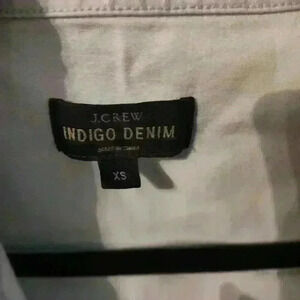 J.CREW
INDIGO DENIM
XS